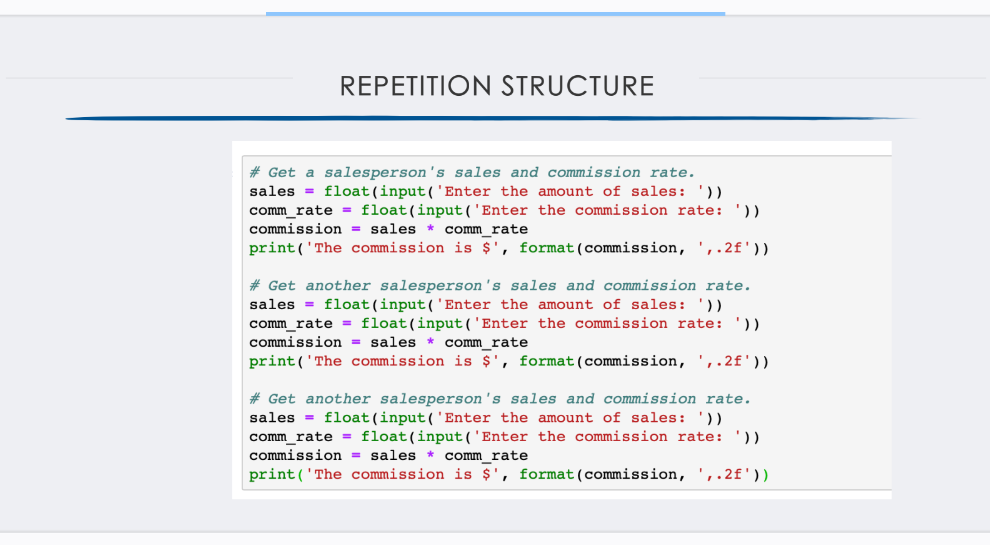 REPETITION STRUCTURE
# Get a salesperson's sales and commission rate.
sales = float(input('Enter the amount of sales: '))
comm_rate = float(input('Enter the commission rate: '))
commission = sales * comm_rate
print('The commission is $', format(commission, ',.2f'))
# Get another salesperson's sales and commission rate.
sales = float(input('Enter the amount of sales: '))
comm_rate = float(input('Enter the commission rate: '))
commission = sales * comm_rate
print('The commission is $', format(commission, ',.2f'))
# Get another salesperson's sales and commission rate.
sales = float(input('Enter the amount of sales: '))
comm_rate = float(input('Enter the commission rate: '))
commission = sales * comm_rate
print('The commission is $', format(commission, ',.2f'))